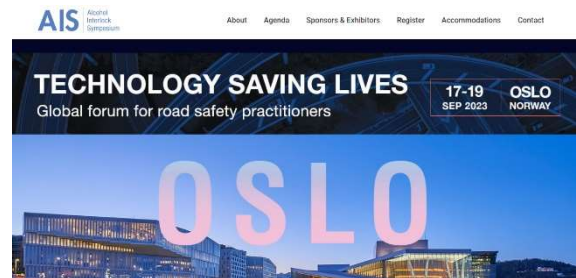 AIS
Alcohol
Interlock
Symposium
About Agenda Sponsors & Exhibitors Register Accommodations Contact
TECHNOLOGY SAVING LIVES
Global forum for road safety practitioners
17-19
SEP 2023
OSLO
NORWAY
OSLO